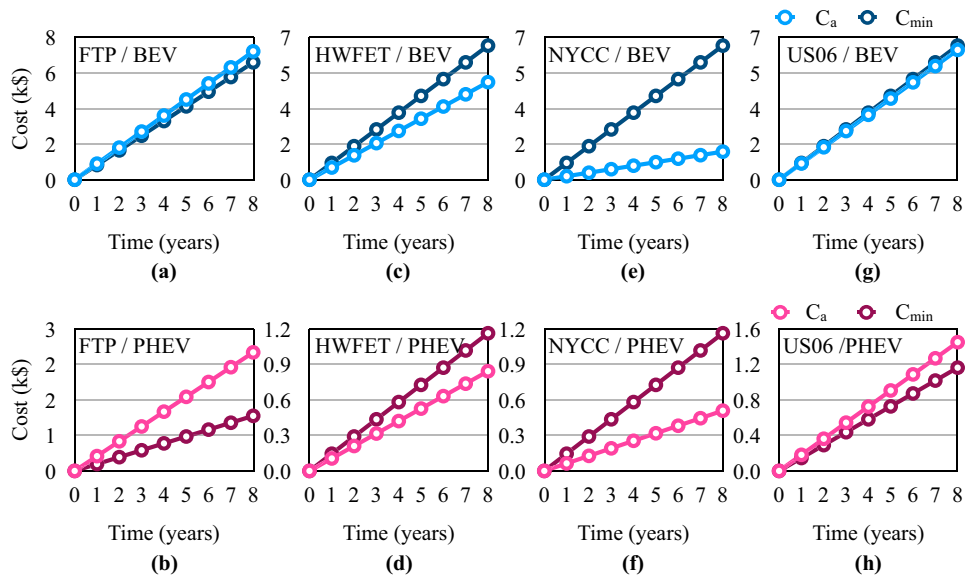 C_a C_min
8 6 4 2 0
Cost (k$)
FTP / BEV
0 1 2 3 4 5 6 7 8
Time (years)
(a)
7 5 4 2 0
HWFET / BEV
0 1 2 3 4 5 6 7 8
Time (years)
(c)
7 5 4 2 0
NYCC / BEV
0 1 2 3 4 5 6 7 8
Time (years)
(e)
7 5 4 2 0
US06 / BEV
0 1 2 3 4 5 6 7 8
Time (years)
(g)
C_a C_min
3 2 2 1 0
Cost (k$)
FTP / PHEV
0 1 2 3 4 5 6 7 8
Time (years)
(b)
1.2 0.9 0.6 0.3 0.0
HWFET / PHEV
0 1 2 3 4 5 6 7 8
Time (years)
(d)
1.2 0.9 0.6 0.3 0.0
NYCC / PHEV
0 1 2 3 4 5 6 7 8
Time (years)
(f)
1.6 1.2 0.8 0.4 0.0
US06 /PHEV
0 1 2 3 4 5 6 7 8
Time (years)
(h)